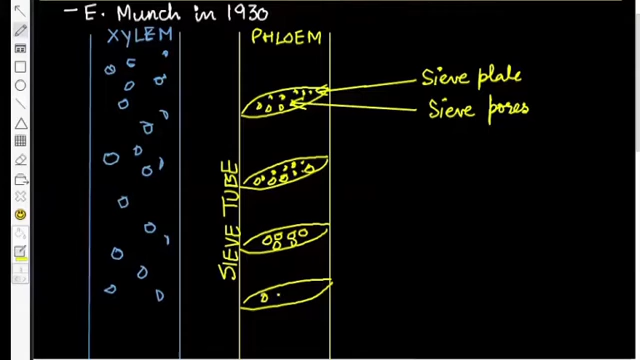 - E. Munch in 1930
XYLEM
PHLOEM
Sieve plate
Sieve pores
SIEVE TUBE